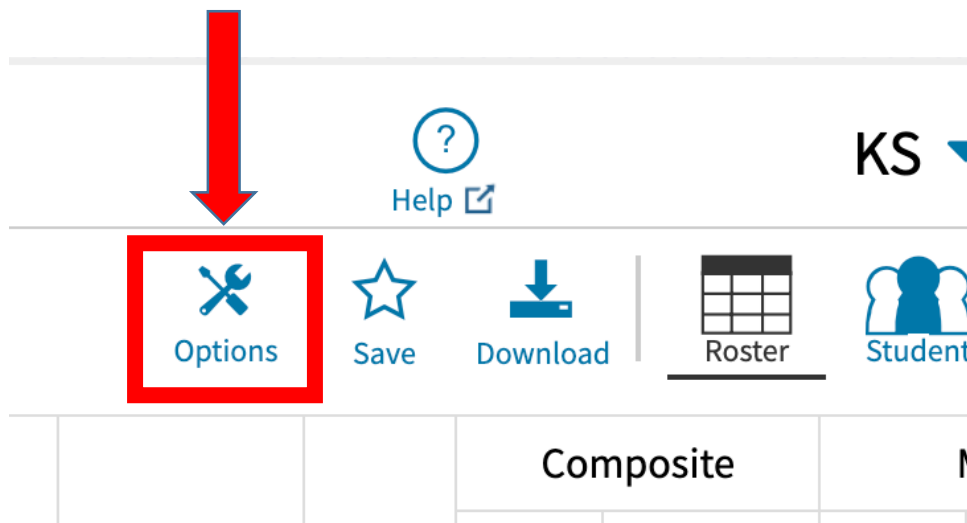 ?
Help
KS
Options
Save
Download
Roster
Student
Composite